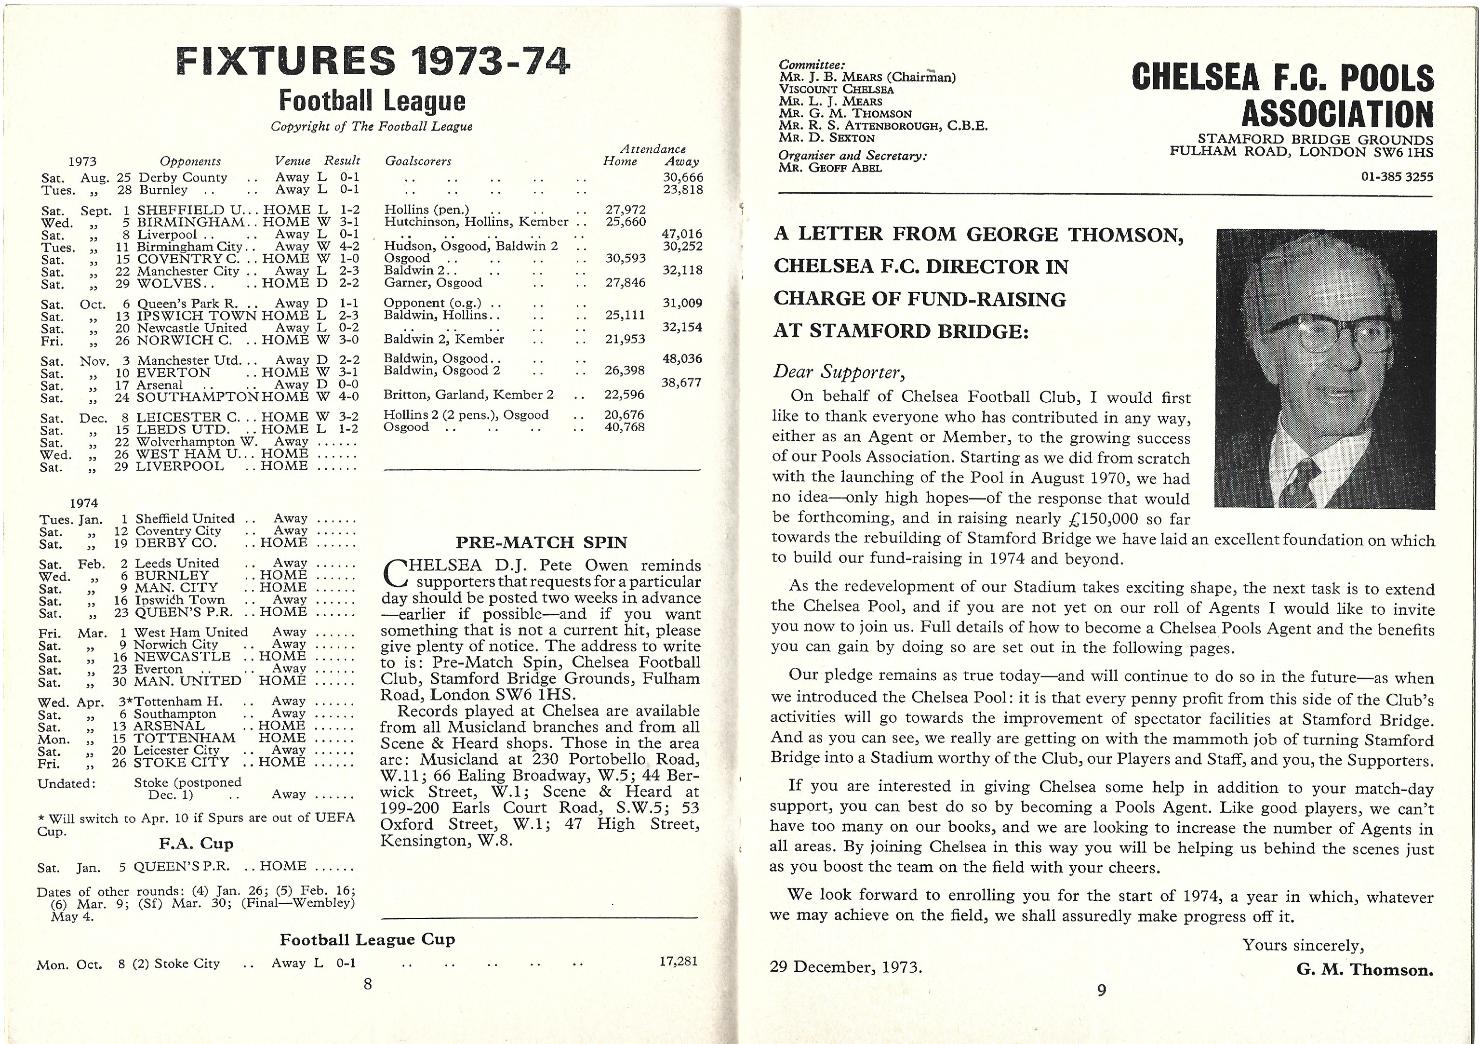 FIXTURES 1973-74
Football League
Copyright of The Football League
Attendance
1973 Opponents Venue Result Goalscorers Home Away
Sat. Aug. 25 Derby County .. Away L 0-1 .. .. .. .. .. 30,666
Tues. „ 28 Burnley .. .. Away L 0-1 .. .. .. .. .. 23,818
Sat. Sept. 1 SHEFFIELD U... HOME L 1-2 Hollins (pen.) .. .. .. 27,972
Wed. „ 5 BIRMINGHAM.. HOME W 3-1 Hutchinson, Hollins, Kember .. 25,660
Sat. „ 8 Liverpool .. .. Away L 0-1 .. .. .. .. .. 47,016
Tues. „ 11 Birmingham City.. Away W 4-2 Hudson, Osgood, Baldwin 2 .. 30,252
Sat. „ 15 COVENTRY C. .. HOME W 1-0 Osgood .. .. .. .. 30,593
Sat. „ 22 Manchester City .. Away L 2-3 Baldwin 2.. .. .. .. 32,118
Sat. „ 29 WOLVES.. .. HOME D 2-2 Garner, Osgood .. .. 27,846
Sat. Oct. 6 Queen's Park R. .. Away D 1-1 Opponent (o.g.) .. .. .. 31,009
Sat. „ 13 IPSWICH TOWN HOME L 2-3 Baldwin, Hollins.. .. .. 25,111
Sat. „ 20 Newcastle United Away L 0-2 .. .. .. .. .. 32,154
Fri. „ 26 NORWICH C. .. HOME W 3-0 Baldwin 2, Kember .. .. 21,953
Sat. Nov. 3 Manchester Utd... Away D 2-2 Baldwin, Osgood.. .. .. 48,036
Sat. „ 10 EVERTON .. HOME W 3-1 Baldwin, Osgood 2 .. .. 26,398
Sat. „ 17 Arsenal .. .. Away D 0-0 38,677
Sat. „ 24 SOUTHAMPTON HOME W 4-0 Britton, Garland, Kember 2 .. 22,596
Sat. Dec. 8 LEICESTER C. .. HOME W 3-2 Hollins 2 (2 pens.), Osgood .. 20,676
Sat. „ 15 LEEDS UTD. .. HOME L 1-2 Osgood .. .. .. .. 40,768
Sat. „ 22 Wolverhampton W. Away ......
Wed. „ 26 WEST HAM U... HOME ......
Sat. „ 29 LIVERPOOL .. HOME ......
1974
Tues. Jan. 1 Sheffield United .. Away ......
Sat. „ 12 Coventry City .. Away ......
Sat. „ 19 DERBY CO. .. HOME ......
Sat. Feb. 2 Leeds United .. Away ......
Wed. „ 6 BURNLEY .. HOME ......
Sat. „ 9 MAN. CITY .. HOME ......
Sat. „ 16 Ipswich Town .. Away ......
Sat. „ 23 QUEEN'S P.R. .. HOME ......
Fri. Mar. 1 West Ham United Away ......
Sat. „ 9 Norwich City .. Away ......
Sat. „ 16 NEWCASTLE .. HOME ......
Sat. „ 23 Everton .. .. Away ......
Sat. „ 30 MAN. UNITED HOME ......
Wed. Apr. 3*Tottenham H. .. Away ......
Sat. „ 6 Southampton .. Away ......
Sat. „ 13 ARSENAL .. HOME ......
Mon. „ 15 TOTTENHAM HOME ......
Sat. „ 20 Leicester City .. Away ......
Fri. „ 26 STOKE CITY .. HOME ......
Undated: Stoke (postponed
Dec. 1) .. Away ......
* Will switch to Apr. 10 if Spurs are out of UEFA
Cup.
F.A. Cup
Sat. Jan. 5 QUEEN'S P.R. .. HOME ......
Dates of other rounds: (4) Jan. 26; (5) Feb. 16;
(6) Mar. 9; (Sf) Mar. 30; (Final—Wembley)
May 4.
PRE-MATCH SPIN
CHELSEA D.J. Pete Owen reminds
supporters that requests for a particular
day should be posted two weeks in advance
—earlier if possible—and if you want
something that is not a current hit, please
give plenty of notice. The address to write
to is: Pre-Match Spin, Chelsea Football
Club, Stamford Bridge Grounds, Fulham
Road, London SW6 1HS.
Records played at Chelsea are available
from all Musicland branches and from all
Scene & Heard shops. Those in the area
are: Musicland at 230 Portobello Road,
W.11; 66 Ealing Broadway, W.5; 44 Ber-
wick Street, W.1; Scene & Heard at
199-200 Earls Court Road, S.W.5; 53
Oxford Street, W.1; 47 High Street,
Kensington, W.8.
Football League Cup
Mon. Oct. 8 (2) Stoke City .. Away L 0-1 .. .. .. .. .. 17,281
8
Committee:
MR. J. B. MEARS (Chairman)
VISCOUNT CHELSEA
MR. L. J. MEARS
MR. G. M. THOMSON
MR. R. S. ATTENBOROUGH, C.B.E.
MR. D. SEXTON
Organiser and Secretary:
MR. GEOFF ABEL
CHELSEA F.C. POOLS
ASSOCIATION
STAMFORD BRIDGE GROUNDS
FULHAM ROAD, LONDON SW6 1HS
01-385 3255
A LETTER FROM GEORGE THOMSON,
CHELSEA F.C. DIRECTOR IN
CHARGE OF FUND-RAISING
AT STAMFORD BRIDGE:
Dear Supporter,
On behalf of Chelsea Football Club, I would first
like to thank everyone who has contributed in any way,
either as an Agent or Member, to the growing success
of our Pools Association. Starting as we did from scratch
with the launching of the Pool in August 1970, we had
no idea—only high hopes—of the response that would
be forthcoming, and in raising nearly £150,000 so far
towards the rebuilding of Stamford Bridge we have laid an excellent foundation on which
to build our fund-raising in 1974 and beyond.
As the redevelopment of our Stadium takes exciting shape, the next task is to extend
the Chelsea Pool, and if you are not yet on our roll of Agents I would like to invite
you now to join us. Full details of how to become a Chelsea Pools Agent and the benefits
you can gain by doing so are set out in the following pages.
Our pledge remains as true today—and will continue to do so in the future—as when
we introduced the Chelsea Pool: it is that every penny profit from this side of the Club's
activities will go towards the improvement of spectator facilities at Stamford Bridge.
And as you can see, we really are getting on with the mammoth job of turning Stamford
Bridge into a Stadium worthy of the Club, our Players and Staff, and you, the Supporters.
If you are interested in giving Chelsea some help in addition to your match-day
support, you can best do so by becoming a Pools Agent. Like good players, we can't
have too many on our books, and we are looking to increase the number of Agents in
all areas. By joining Chelsea in this way you will be helping us behind the scenes just
as you boost the team on the field with your cheers.
We look forward to enrolling you for the start of 1974, a year in which, whatever
we may achieve on the field, we shall assuredly make progress off it.
Yours sincerely,
29 December, 1973.
G. M. Thomson.
9